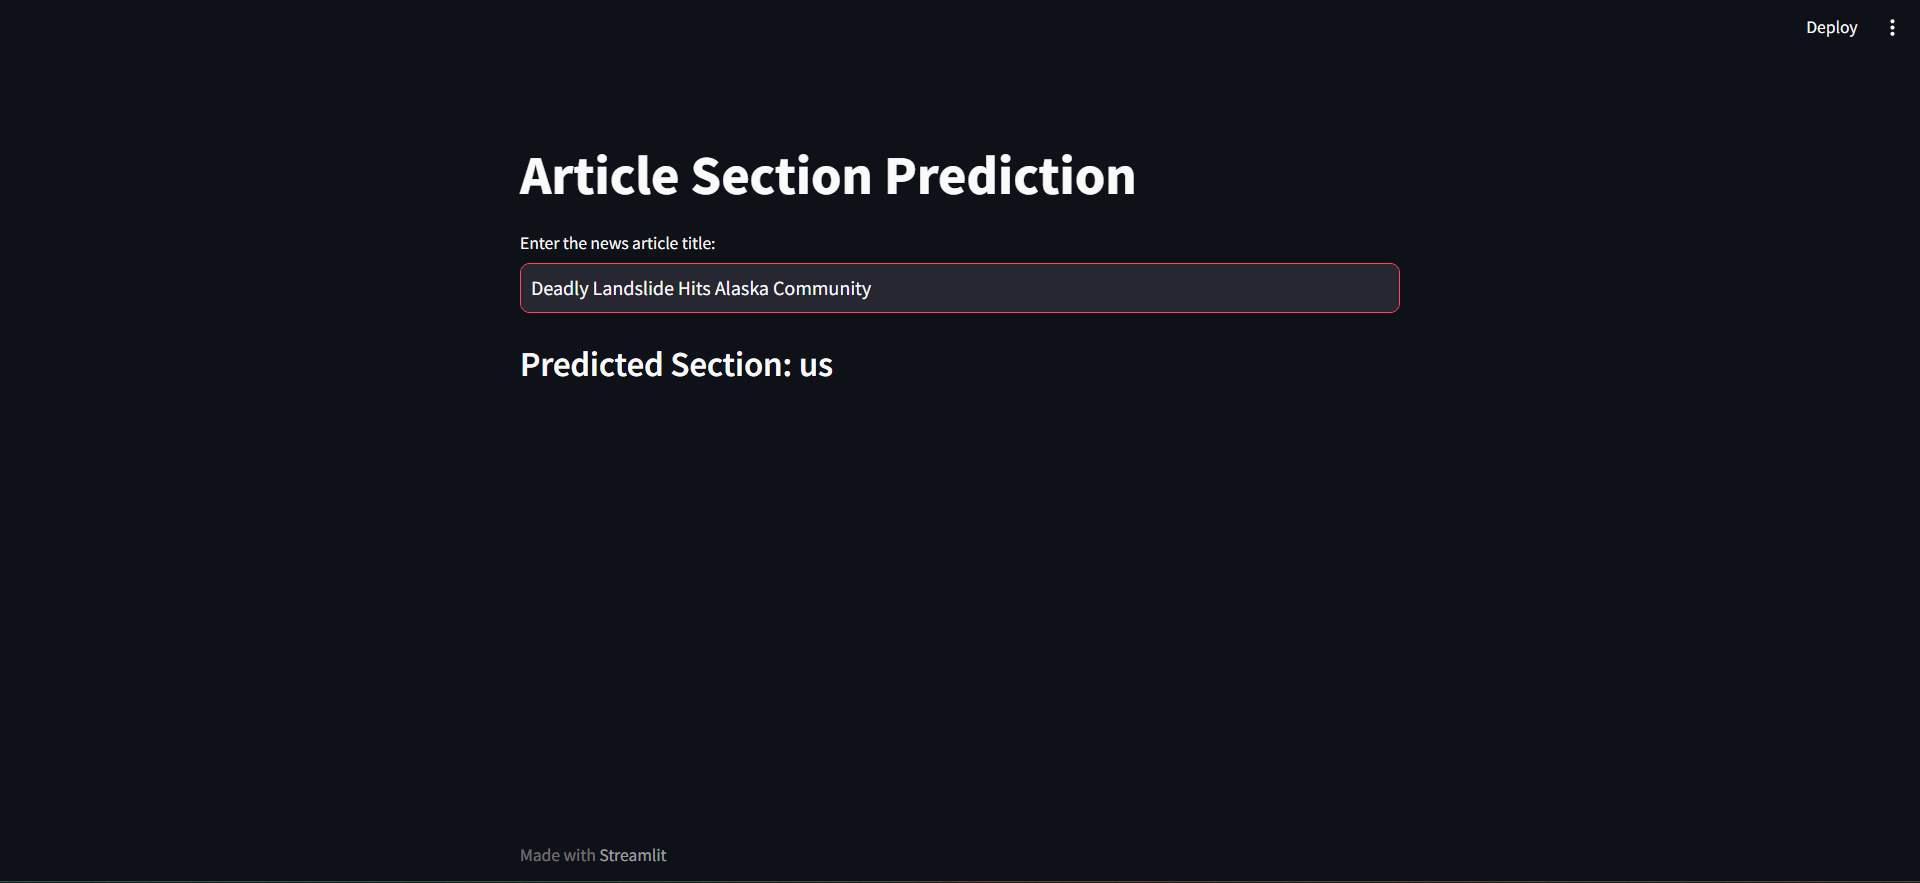 Deploy
Article Section Prediction
Enter the news article title:
Deadly Landslide Hits Alaska Community
Predicted Section: us
Made with Streamlit